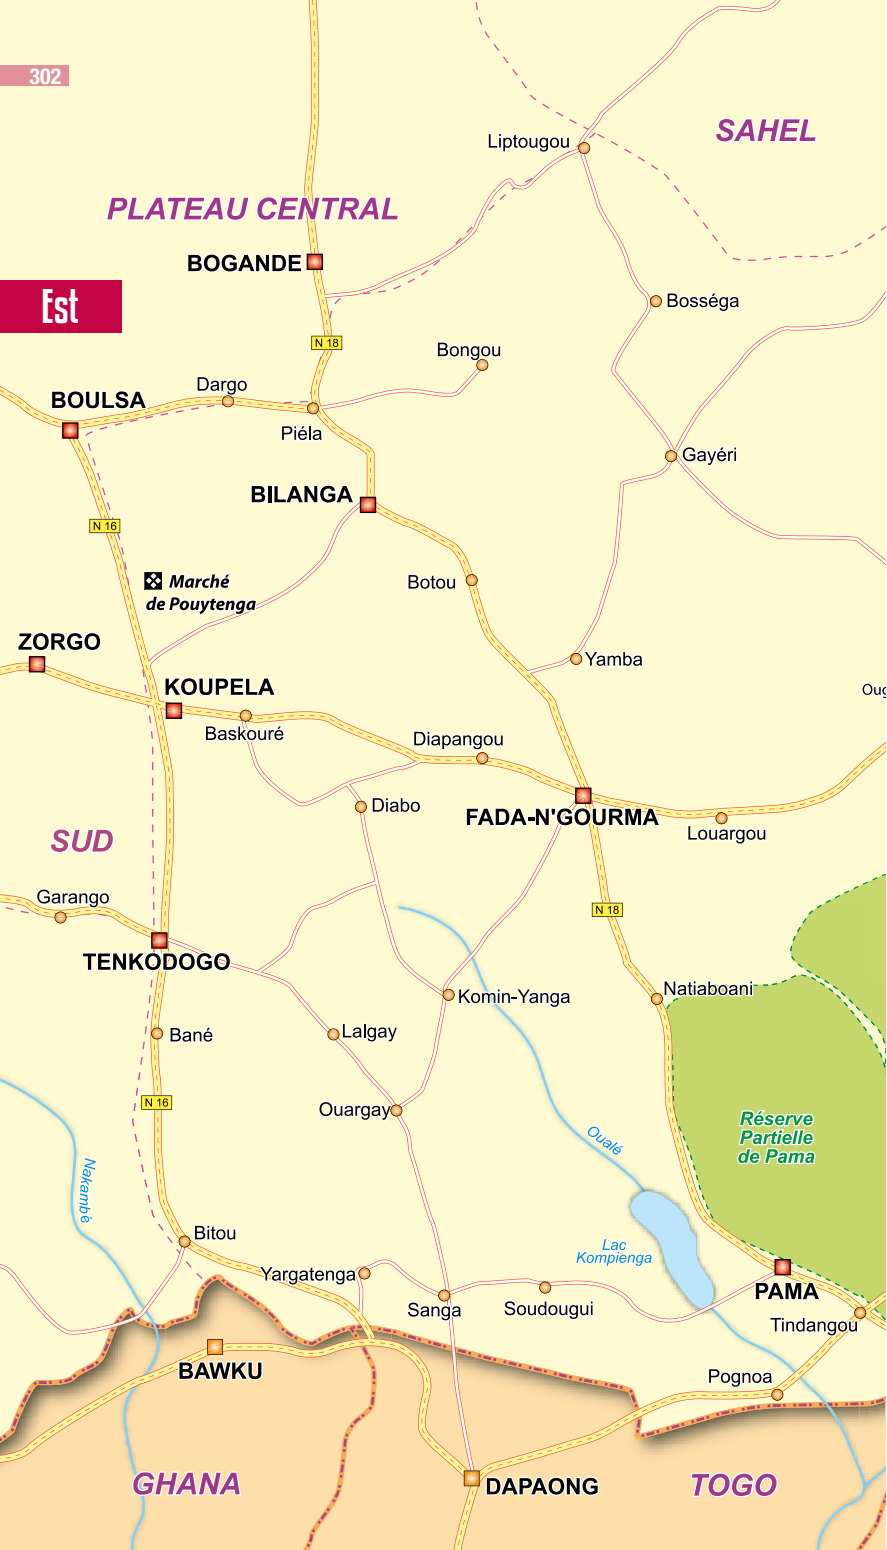 302
Liptougou
SAHEL
PLATEAU CENTRAL
BOGANDE
Est
Bosséga
N 18
Bongou
Dargo
BOULSA
Piéla
Gayéri
BILANGA
N 16
Marché
de Pouytenga
Botou
ZORGO
Yamba
KOUPELA
Oug
Baskouré
Diapangou
Diabo
FADA-N'GOURMA
Louargou
SUD
Garango
N 18
TENKODOGO
Natiaboani
Komin-Yanga
Bané
Lalgay
N 16
Ouargay
Réserve
Partielle
de Pama
Oualé
Nakambé
Bitou
Lac
Kompienga
Yargatenga
PAMA
Sanga
Soudougui
Tindangou
BAWKU
Pognoa
GHANA
DAPAONG
TOGO